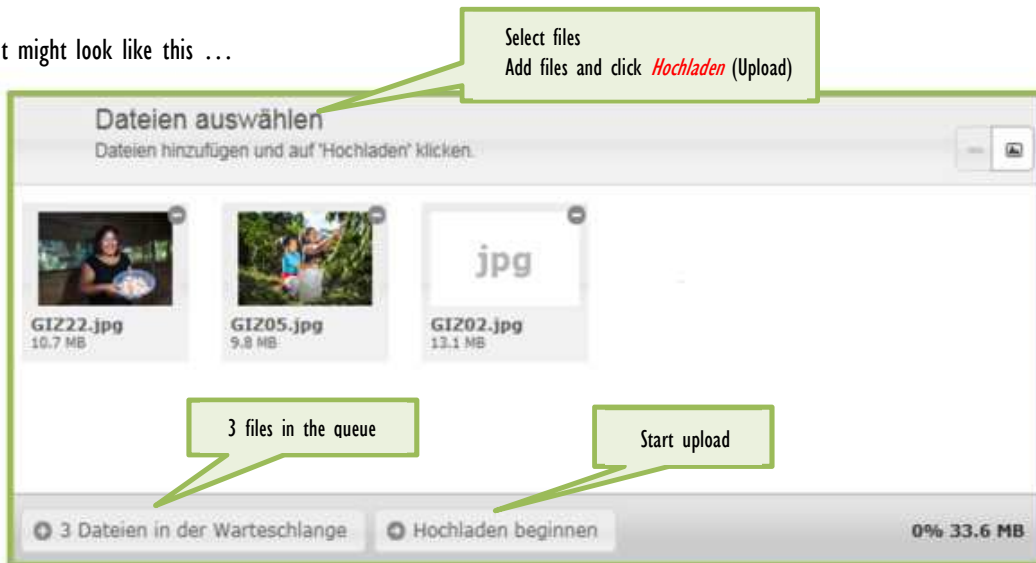 t might look like this …
Select files
Add files and click Hochladen (Upload)
Dateien auswählen
Dateien hinzufügen und auf 'Hochladen' klicken.
jpg
GIZ22.jpg
10.7 MB
GIZ05.jpg
9.8 MB
GIZ02.jpg
13.1 MB
3 files in the queue
Start upload
3 Dateien in der Warteschlange
Hochladen beginnen
0% 33.6 MB